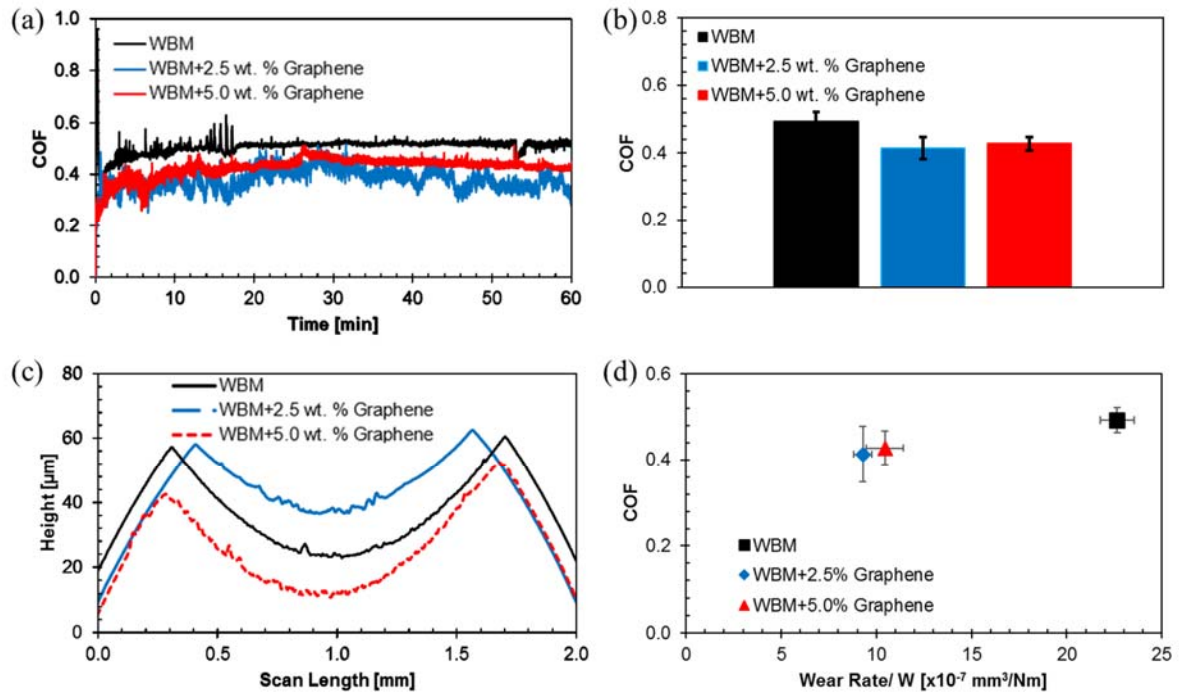 (a)
1.0
0.8
0.6
0.4
0.2
0.0
COF
WBM
WBM+2.5 wt. % Graphene
WBM+5.0 wt. % Graphene
0 10 20 30 40 50 60
Time [min]
(b)
0.8
0.6
0.4
0.2
0.0
COF
WBM
WBM+2.5 wt. % Graphene
WBM+5.0 wt. % Graphene
(c)
80
60
40
20
0
Height [µm]
WBM
WBM+2.5 wt. % Graphene
WBM+5.0 wt. % Graphene
0.0 0.5 1.0 1.5 2.0
Scan Length [mm]
(d)
0.6
0.4
0.2
0.0
COF
WBM
WBM+2.5% Graphene
WBM+5.0% Graphene
0 5 10 15 20 25
Wear Rate/ W [x10⁻⁷ mm³/Nm]